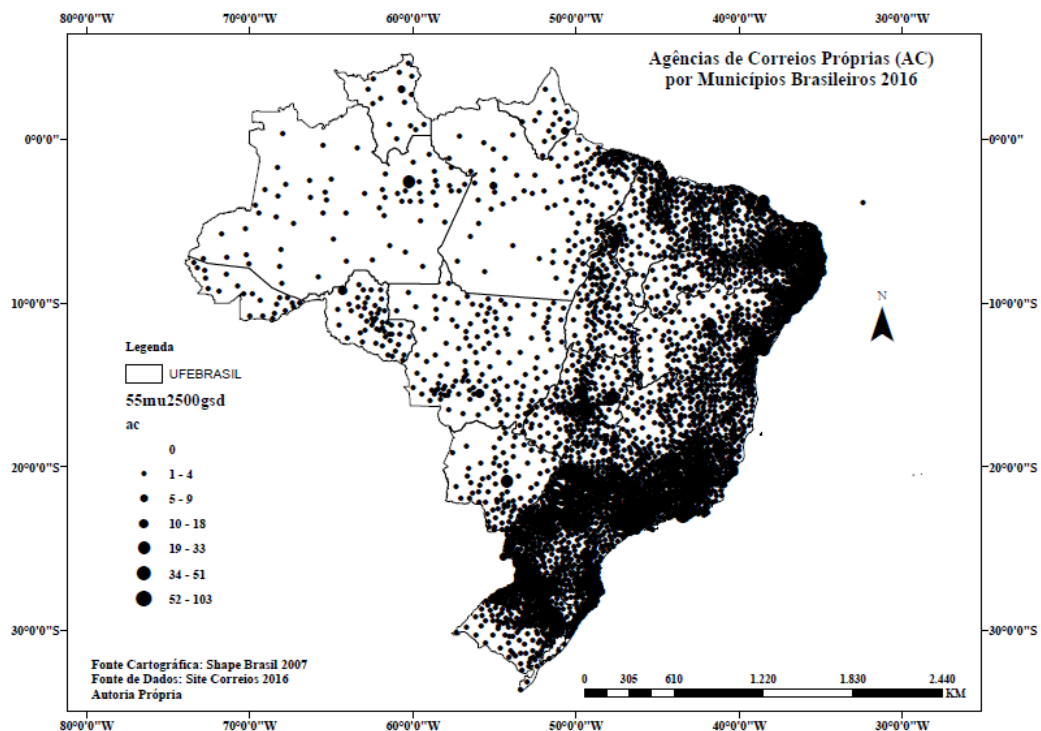 80°0'0"W 70°0'0"W 60°0'0"W 50°0'0"W 40°0'0"W 30°0'0"W
Agências de Correios Próprias (AC)
por Municípios Brasileiros 2016
0°0'0" 0°0'0"
10°0'0"S 10°0'0"S
N
Legenda
UFEBRASIL
55mu2500gsd
ac
0
1 - 4
5 - 9
10 - 18
19 - 33
34 - 51
52 - 103
20°0'0"S 20°0'0"S
30°0'0"S 30°0'0"S
Fonte Cartográfica: Shape Brasil 2007
Fonte de Dados: Site Correios 2016
Autoria Própria
0 305 610 1.220 1.830 2.440
KM
80°0'0"W 70°0'0"W 60°0'0"W 50°0'0"W 40°0'0"W 30°0'0"W